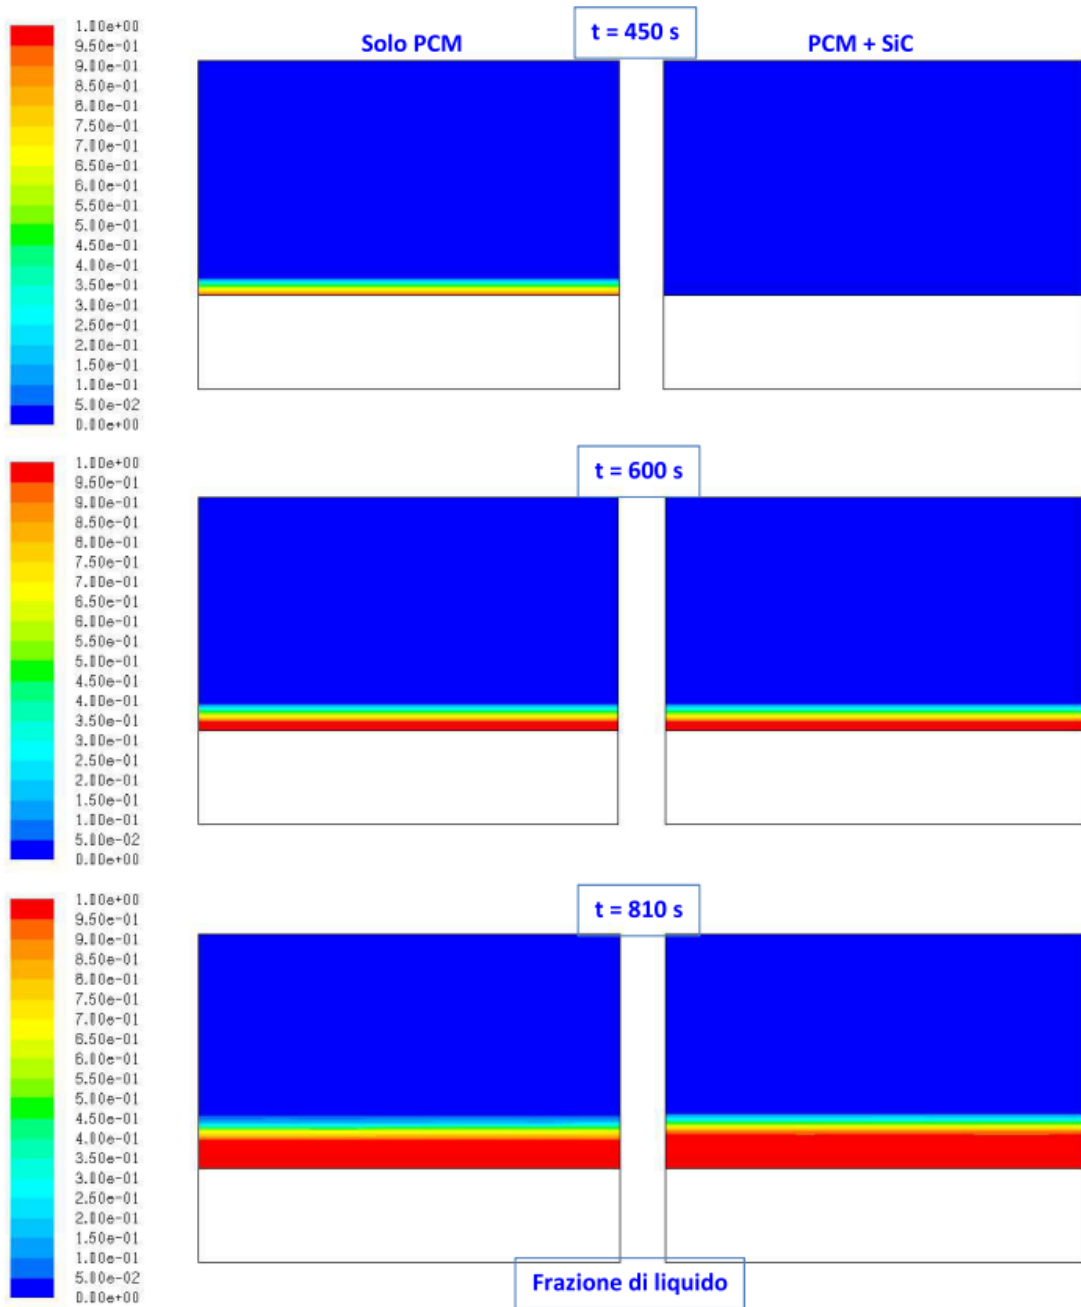 t = 450 s
Solo PCM
PCM + SiC
1.00e+00
9.50e-01
9.00e-01
8.50e-01
8.00e-01
7.50e-01
7.00e-01
6.50e-01
6.00e-01
5.50e-01
5.00e-01
4.50e-01
4.00e-01
3.50e-01
3.00e-01
2.50e-01
2.00e-01
1.50e-01
1.00e-01
5.00e-02
0.00e+00
t = 600 s
1.00e+00
9.50e-01
9.00e-01
8.50e-01
8.00e-01
7.50e-01
7.00e-01
6.50e-01
6.00e-01
5.50e-01
5.00e-01
4.50e-01
4.00e-01
3.50e-01
3.00e-01
2.50e-01
2.00e-01
1.50e-01
1.00e-01
5.00e-02
0.00e+00
t = 810 s
1.00e+00
9.50e-01
9.00e-01
8.50e-01
8.00e-01
7.50e-01
7.00e-01
6.50e-01
6.00e-01
5.50e-01
5.00e-01
4.50e-01
4.00e-01
3.50e-01
3.00e-01
2.50e-01
2.00e-01
1.50e-01
1.00e-01
5.00e-02
0.00e+00
Frazione di liquido